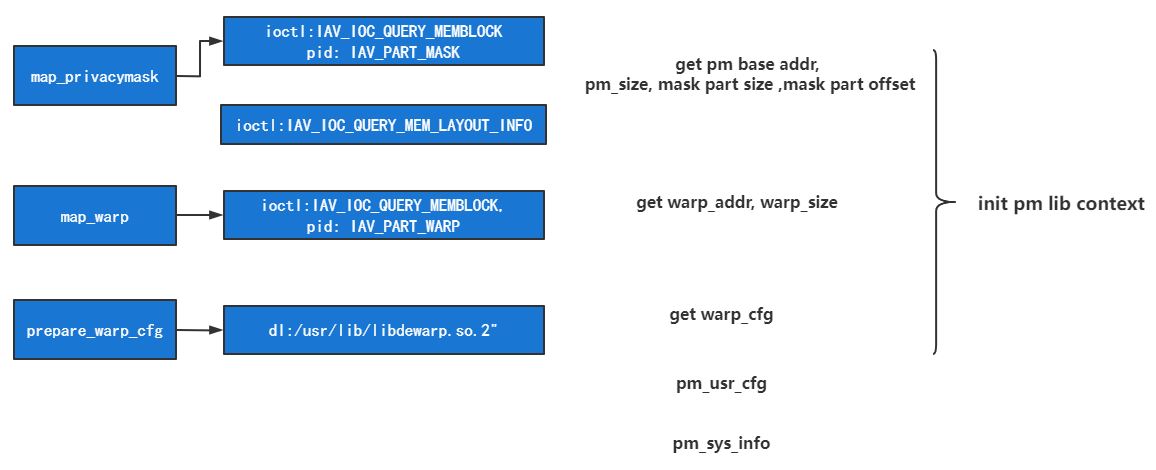 map_privacymask
ioctl:IAV_IOC_QUERY_MEMBLOCK
pid: IAV_PART_MASK
get pm base addr,
pm_size, mask part size ,mask part offset
ioctl:IAV_IOC_QUERY_MEM_LAYOUT_INFO
map_warp
ioctl:IAV_IOC_QUERY_MEMBLOCK,
pid: IAV_PART_WARP
get warp_addr, warp_size
init pm lib context
prepare_warp_cfg
dl:/usr/lib/libdewarp.so.2"
get warp_cfg
pm_usr_cfg
pm_sys_info